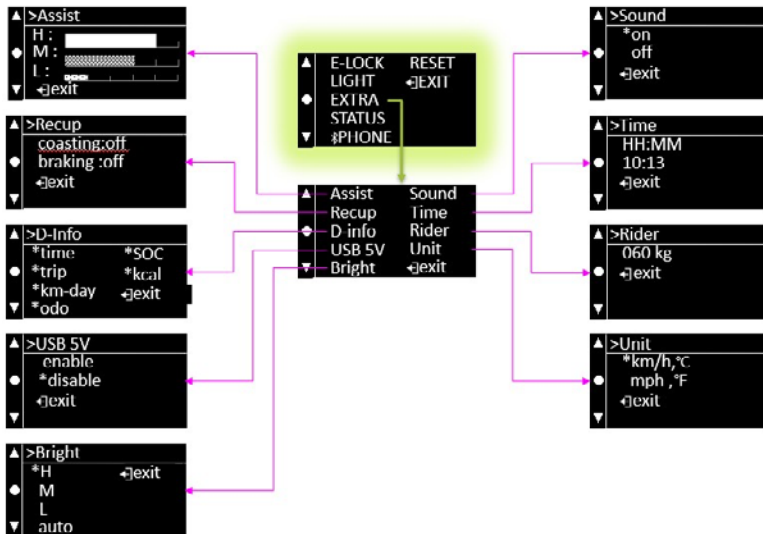 >Assist
H :
M :
L :
exit
>Recup
coasting:off
braking :off
exit
>D-Info
*time *SOC
*trip *kcal
*km-day exit
*odo
>USB 5V
enable
*disable
exit
>Bright
*H exit
M
L
auto
E-LOCK RESET
LIGHT EXIT
EXTRA
STATUS
PHONE
Assist Sound
Recup Time
D-info Rider
USB 5V Unit
Bright exit
>Sound
*on
off
exit
>Time
HH:MM
10:13
exit
>Rider
060 kg
exit
>Unit
*km/h,°C
mph ,°F
exit